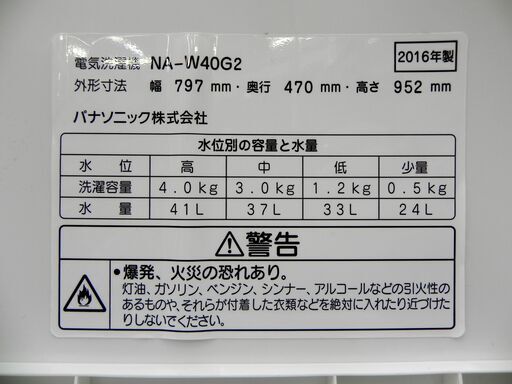 電気洗濯機 NA-W40G2 2016年製
外形寸法 幅 797 mm・奥行 470 mm・高さ 952 mm
パナソニック株式会社
水位別の容量と水量
水位 高 中 低 少量
洗濯容量 4.0kg 3.0kg 1.2kg 0.5kg
水量 41L 37L 33L 24L
⚠警告
●爆発、火災の恐れあり。
灯油、ガソリン、ベンジン、シンナー、アルコールなどの引火性の
あるものや、それらが付着した衣類などを絶対に入れたり近づけた
りしないでください。